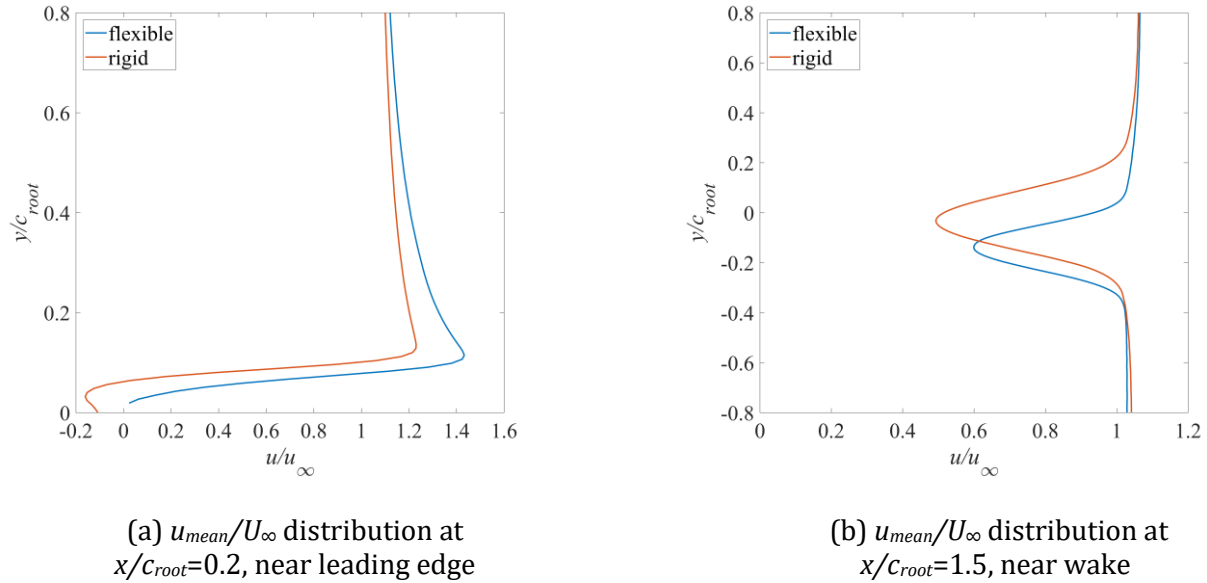 flexible
rigid
0.8
0.6
0.4
0.2
0
y/c_root
-0.2 0 0.2 0.4 0.6 0.8 1 1.2 1.4 1.6
u/u_∞
(a) u_mean/U_∞ distribution at
x/c_root=0.2, near leading edge
flexible
rigid
0.8
0.6
0.4
0.2
0
-0.2
-0.4
-0.6
-0.8
y/c_root
0 0.2 0.4 0.6 0.8 1 1.2
u/u_∞
(b) u_mean/U_∞ distribution at
x/c_root=1.5, near wake